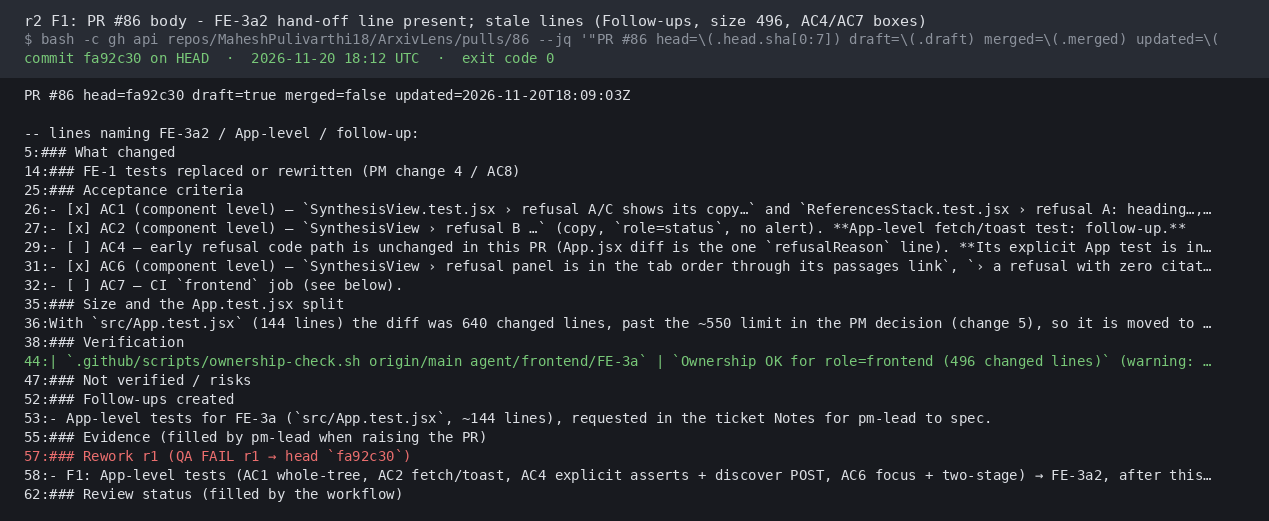 r2 F1: PR #86 body - FE-3a2 hand-off line present; stale lines (Follow-ups, size 496, AC4/AC7 boxes)
$ bash -c gh api repos/MaheshPulivarthi18/ArxivLens/pulls/86 --jq '"PR #86 head=\(.head.sha[0:7]) draft=\(.draft) merged=\(.merged) updated=\(
commit fa92c30 on HEAD  ·  2026-11-20 18:12 UTC  ·  exit code 0
PR #86 head=fa92c30 draft=true merged=false updated=2026-11-20T18:09:03Z
-- lines naming FE-3a2 / App-level / follow-up:
5:### What changed
14:### FE-1 tests replaced or rewritten (PM change 4 / AC8)
25:### Acceptance criteria
26:- [x] AC1 (component level) — `SynthesisView.test.jsx › refusal A/C shows its copy…` and `ReferencesStack.test.jsx › refusal A: heading…,…
27:- [x] AC2 (component level) — `SynthesisView › refusal B …` (copy, `role=status`, no alert). **App-level fetch/toast test: follow-up.**
29:- [ ] AC4 — early refusal code path is unchanged in this PR (App.jsx diff is the one `refusalReason` line). **Its explicit App test is in…
31:- [x] AC6 (component level) — `SynthesisView › refusal panel is in the tab order through its passages link`, `› a refusal with zero citat…
32:- [ ] AC7 — CI `frontend` job (see below).
35:### Size and the App.test.jsx split
36:With `src/App.test.jsx` (144 lines) the diff was 640 changed lines, past the ~550 limit in the PM decision (change 5), so it is moved to …
38:### Verification
44:| `.github/scripts/ownership-check.sh origin/main agent/frontend/FE-3a` | `Ownership OK for role=frontend (496 changed lines)` (warning: …
47:### Not verified / risks
52:### Follow-ups created
53:- App-level tests for FE-3a (`src/App.test.jsx`, ~144 lines), requested in the ticket Notes for pm-lead to spec.
55:### Evidence (filled by pm-lead when raising the PR)
57:### Rework r1 (QA FAIL r1 → head `fa92c30`)
58:- F1: App-level tests (AC1 whole-tree, AC2 fetch/toast, AC4 explicit asserts + discover POST, AC6 focus + two-stage) → FE-3a2, after this…
62:### Review status (filled by the workflow)